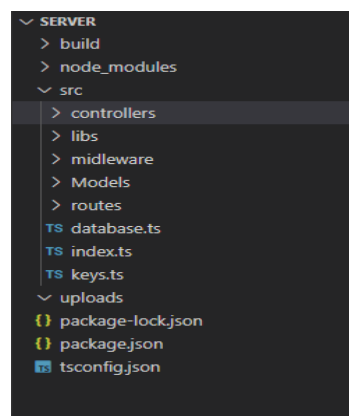 SERVER
build
node_modules
src
controllers
libs
midleware
Models
routes
TS database.ts
TS index.ts
TS keys.ts
uploads
{} package-lock.json
{} package.json
TS tsconfig.json